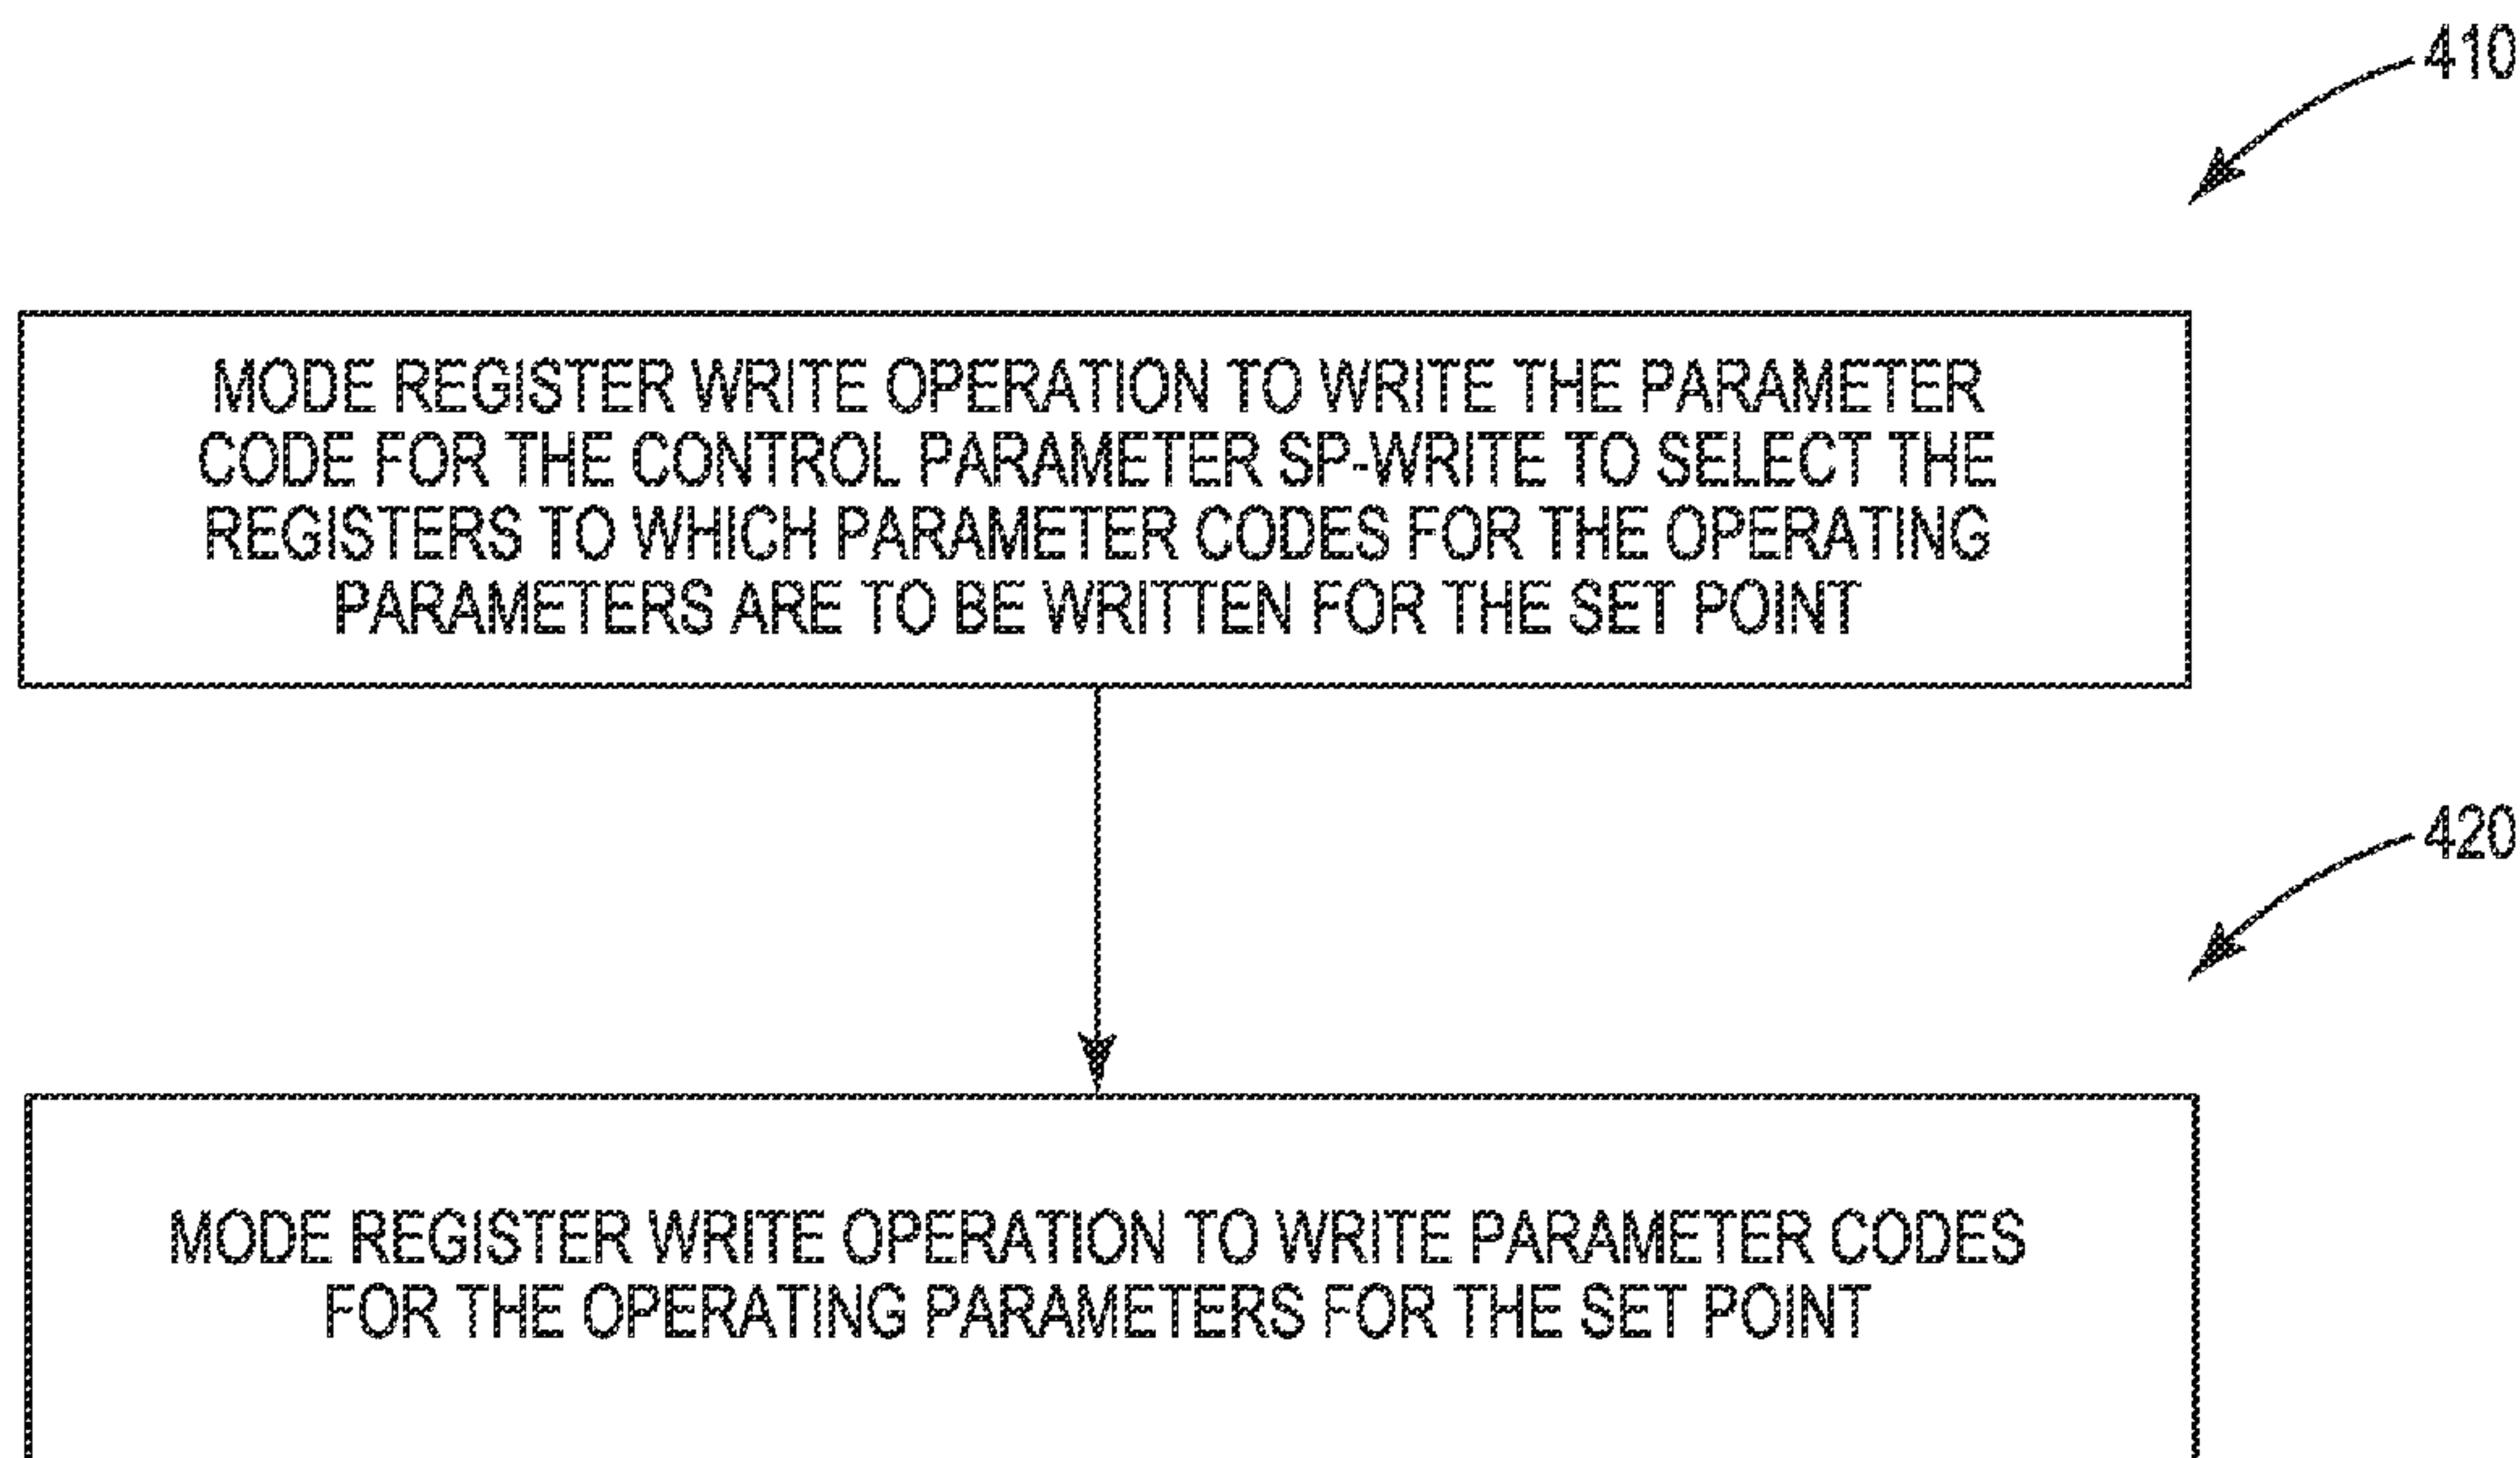 410
MODE REGISTER WRITE OPERATION TO WRITE THE PARAMETER
CODE FOR THE CONTROL PARAMETER SP-WRITE TO SELECT THE
REGISTERS TO WHICH PARAMETER CODES FOR THE OPERATING
PARAMETERS ARE TO BE WRITTEN FOR THE SET POINT
420
MODE REGISTER WRITE OPERATION TO WRITE PARAMETER CODES
FOR THE OPERATING PARAMETERS FOR THE SET POINT